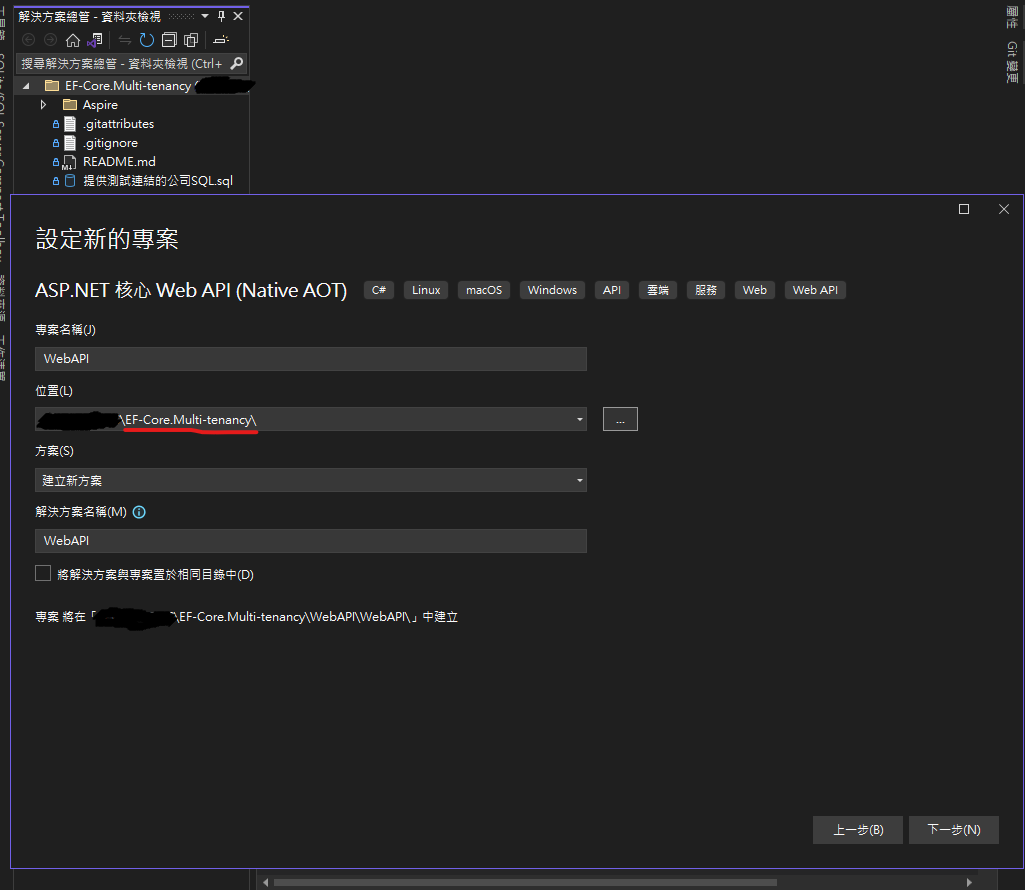 解決方案總管 - 資料夾檢視
搜尋解決方案總管 - 資料夾檢視 (Ctrl+
EF-Core.Multi-tenancy
Aspire
.gitattributes
.gitignore
README.md
提供測試連結的公司SQL.sql
屬性
Git 變更
設定新的專案
ASP.NET 核心 Web API (Native AOT)
C# Linux macOS Windows API 雲端 服務 Web Web API
專案名稱(J)
WebAPI
位置(L)
\EF-Core.Multi-tenancy\
...
方案(S)
建立新方案
解決方案名稱(M)
WebAPI
將解決方案與專案置於相同目錄中(D)
專案 將在「\EF-Core.Multi-tenancy\WebAPI\WebAPI\」中建立
上一步(B)
下一步(N)